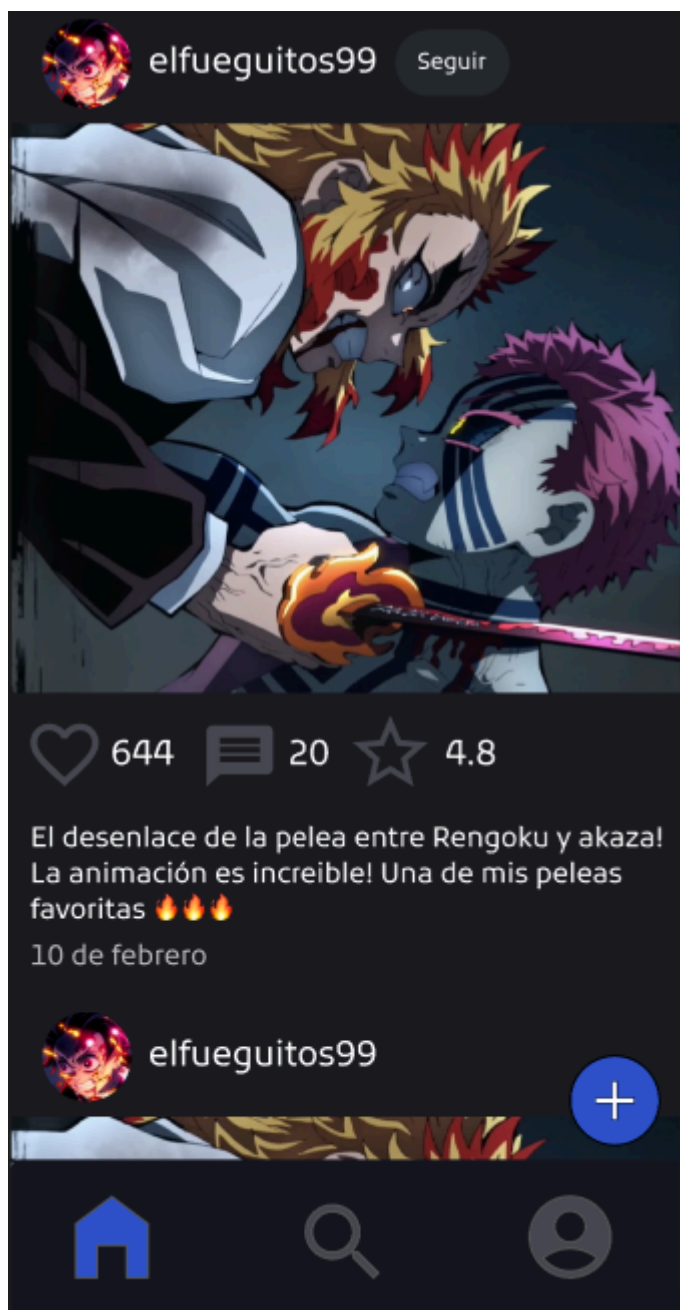 elfueguitos99
Seguir
644
20
4.8
El desenlace de la pelea entre Rengoku y akaza!
La animación es increible! Una de mis peleas
favoritas 🔥🔥🔥
10 de febrero
elfueguitos99